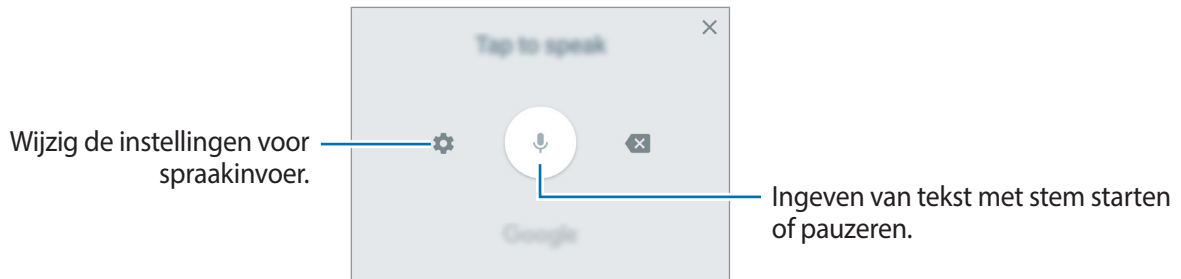 Tap to speak
Wijzig de instellingen voor
spraakinvoer.
Ingeven van tekst met stem starten
of pauzeren.
Google